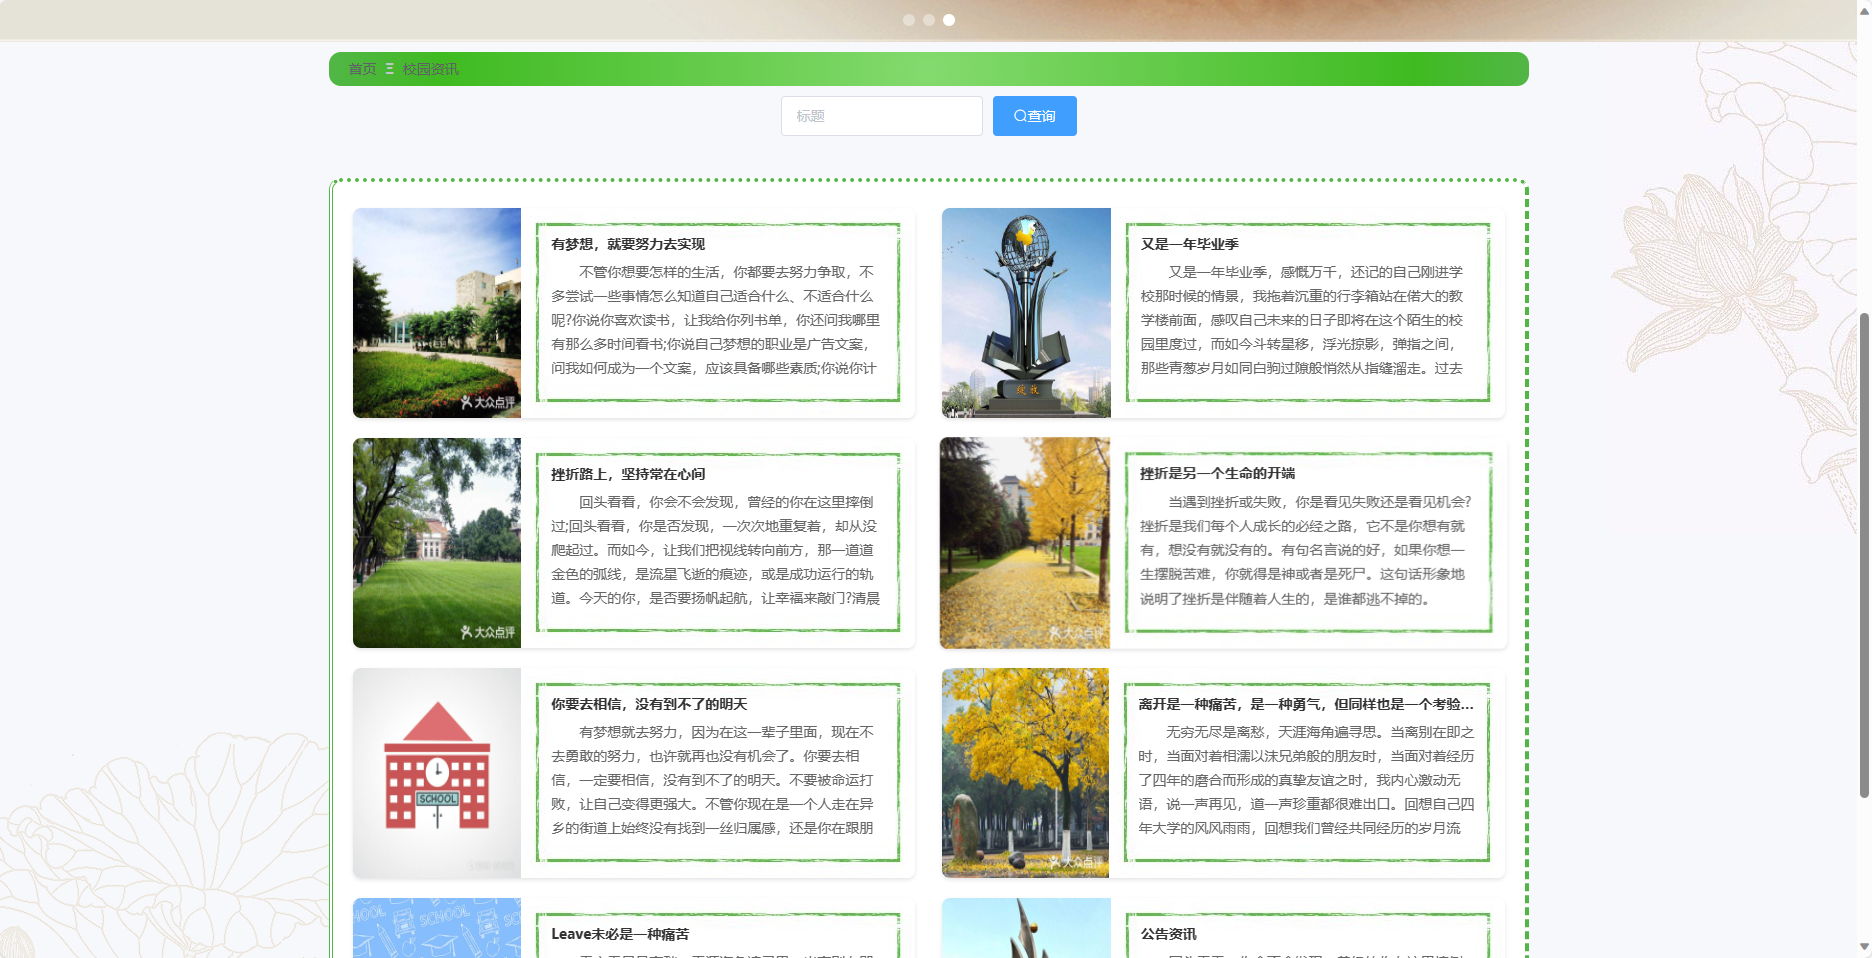 首页 Ξ 校园资讯
标题
查询
有梦想，就要努力去实现
不管你想要怎样的生活，你都要去努力争取，不
多尝试一些事情怎么知道自己适合什么、不适合什么
呢?你说你喜欢读书，让我给你列书单，你还问我哪里
有那么多时间看书;你说自己梦想的职业是广告文案，
问我如何成为一个文案，应该具备哪些素质;你说你计
大众点评
又是一年毕业季
又是一年毕业季，感慨万千，还记的自己刚进学
校那时候的情景，我拖着沉重的行李箱站在偌大的教
学楼前面，感叹自己未来的日子即将在这个陌生的校
园里度过，而如今斗转星移，浮光掠影，弹指之间，
那些青葱岁月如同白驹过隙般悄然从指缝溜走。过去
挫折路上，坚持常在心间
回头看看，你会不会发现，曾经的你在这里摔倒
过;回头看看，你是否发现，一次次地重复着，却从没
爬起过。而如今，让我们把视线转向前方，那一道道
金色的弧线，是流星飞逝的痕迹，或是成功运行的轨
道。今天的你，是否要扬帆起航，让幸福来敲门?清晨
大众点评
挫折是另一个生命的开端
当遇到挫折或失败，你是看见失败还是看见机会?
挫折是我们每个人成长的必经之路，它不是你想有就
有，想没有就没有的。有句名言说的好，如果你想一
生摆脱苦难，你就得是神或者是死尸。这句话形象地
说明了挫折是伴随着人生的，是谁都逃不掉的。
大众点评
你要去相信，没有到不了的明天
有梦想就去努力，因为在这一辈子里面，现在不
去勇敢的努力，也许就再也没有机会了。你要去相
信，一定要相信，没有到不了的明天。不要被命运打
败，让自己变得更强大。不管你现在是一个人走在异
乡的街道上始终没有找到一丝归属感，还是你在跟朋
SCHOOL
离开是一种痛苦，是一种勇气，但同样也是一个考验...
无穷无尽是离愁，天涯海角遍寻思。当离别在即之
时，当面对着相濡以沫兄弟般的朋友时，当面对着经历
了四年的磨合而形成的真挚友谊之时，我内心激动无
语，说一声再见，道一声珍重都很难出口。回想自己四
年大学的风风雨雨，回想我们曾经共同经历的岁月流
大众点评
SCHOOL
Leave未必是一种痛苦
公告资讯